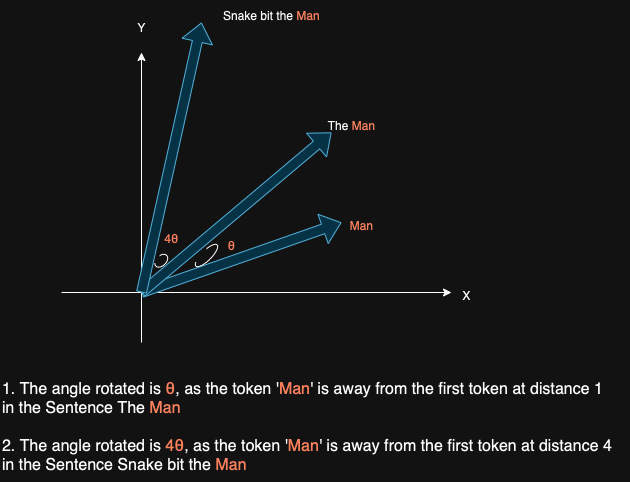 Snake bit the Man
Y
The Man
Man
4θ
θ
X
1. The angle rotated is θ, as the token 'Man' is away from the first token at distance 1
in the Sentence The Man
2. The angle rotated is 4θ, as the token 'Man' is away from the first token at distance 4
in the Sentence Snake bit the Man